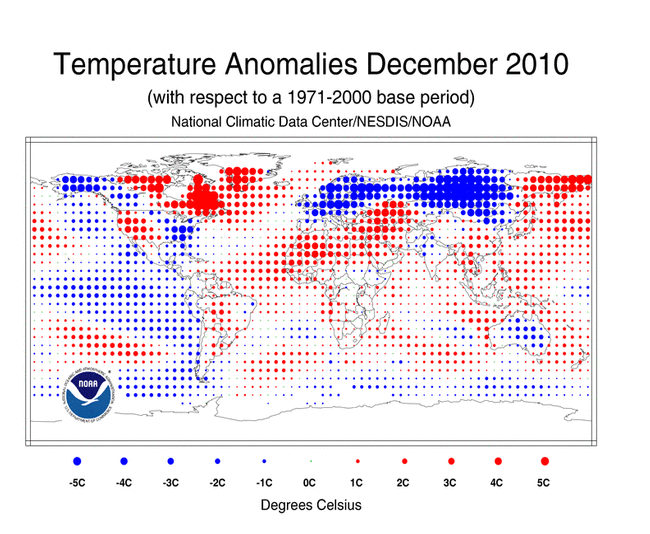 Temperature Anomalies December 2010
(with respect to a 1971-2000 base period)
National Climatic Data Center/NESDIS/NOAA
NOAA
-5C -4C -3C -2C -1C 0C 1C 2C 3C 4C 5C
Degrees Celsius